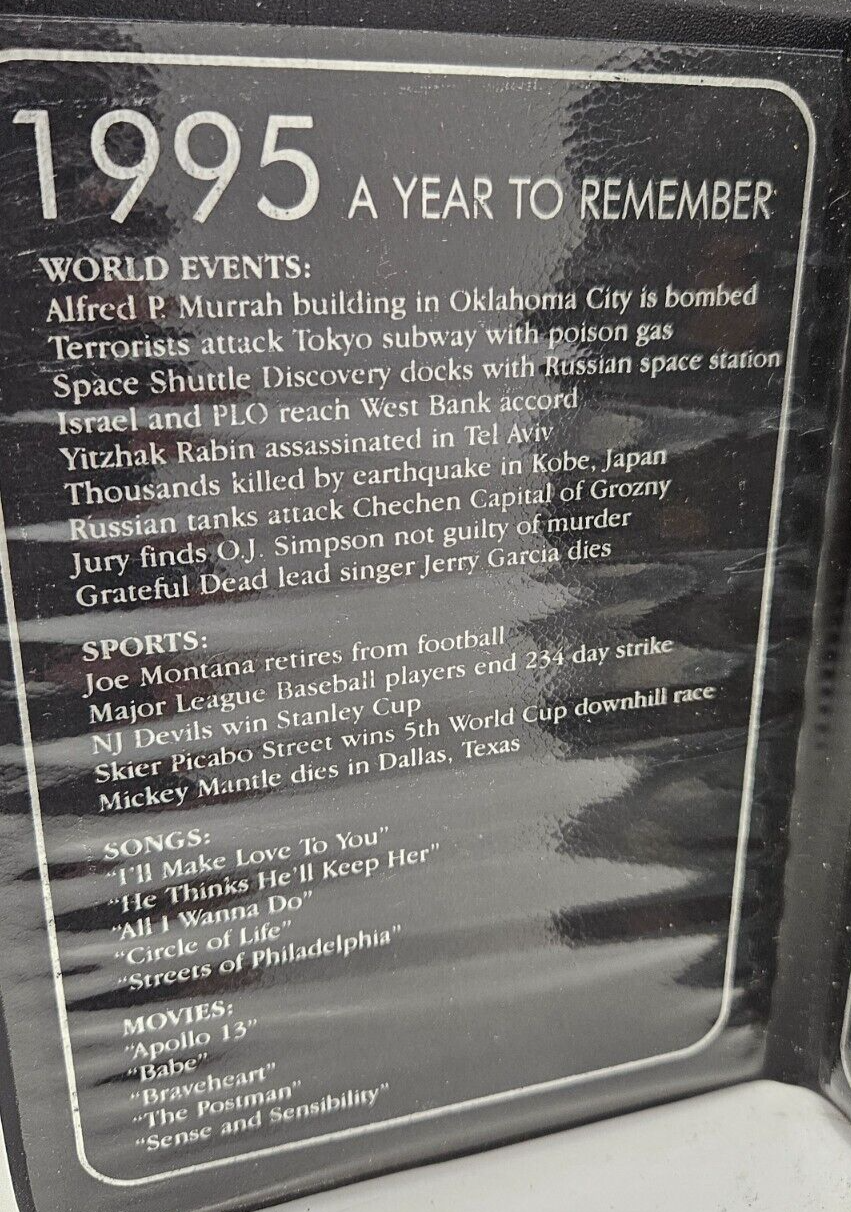 1995 A YEAR TO REMEMBER
WORLD EVENTS:
Alfred P. Murrah building in Oklahoma City is bombed
Terrorists attack Tokyo subway with poison gas
Space Shuttle Discovery docks with Russian space station
Israel and PLO reach West Bank accord
Yitzhak Rabin assassinated in Tel Aviv
Thousands killed by earthquake in Kobe, Japan
Russian tanks attack Chechen Capital of Grozny
Jury finds O.J. Simpson not guilty of murder
Grateful Dead lead singer Jerry Garcia dies
SPORTS:
Joe Montana retires from football
Major League Baseball players end 234 day strike
NJ Devils win Stanley Cup
Skier Picabo Street wins 5th World Cup downhill race
Mickey Mantle dies in Dallas, Texas
SONGS:
"I'll Make Love To You"
"He Thinks He'll Keep Her"
"All I Wanna Do"
"Circle of Life"
"Streets of Philadelphia"
MOVIES:
"Apollo 13"
"Babe"
"Braveheart"
"The Postman"
"Sense and Sensibility"